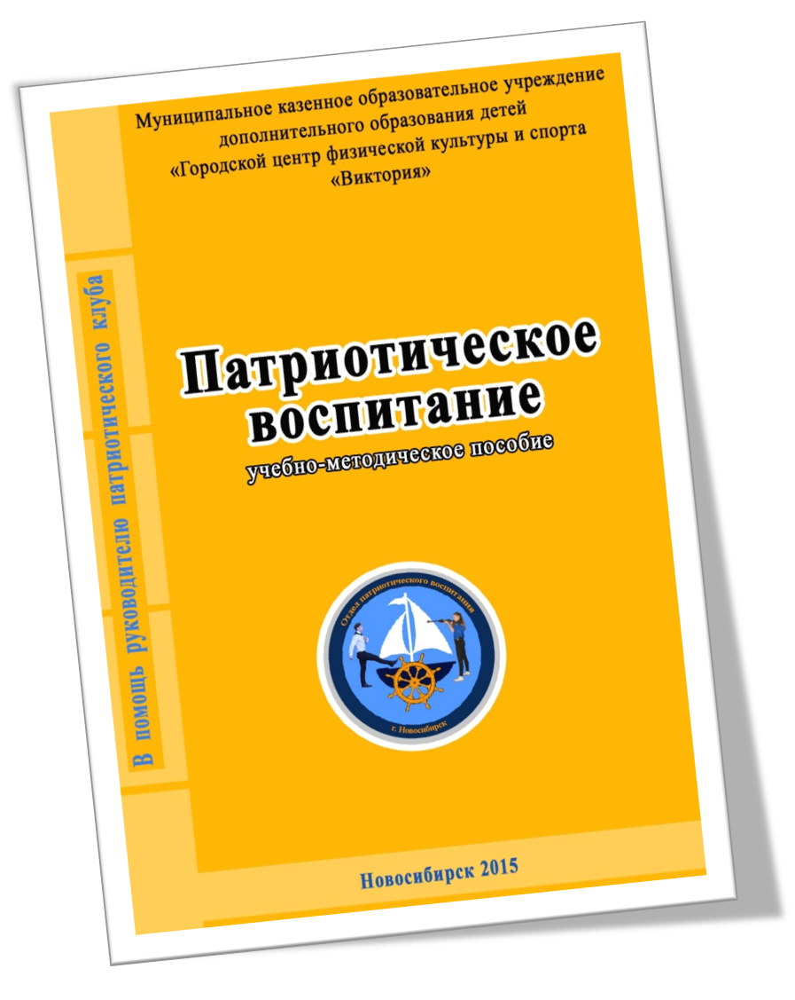 Муниципальное казенное образовательное учреждение
дополнительного образования детей
«Городской центр физической культуры и спорта
«Виктория»
В помощь руководителю патриотического клуба
Патриотическое
воспитание
учебно-методическое пособие
Отдел патриотического воспитания
г. Новосибирск
Новосибирск 2015